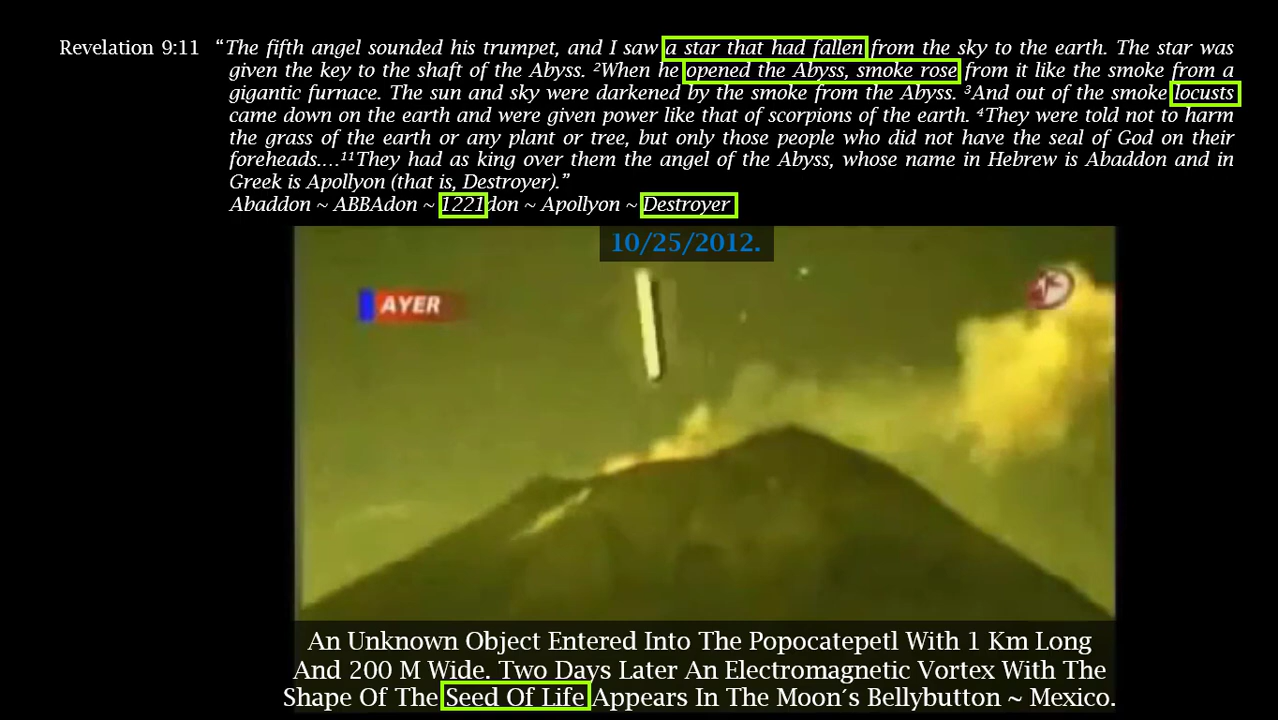 Revelation 9:11 “The fifth angel sounded his trumpet, and I saw a star that had fallen from the sky to the earth. The star was
given the key to the shaft of the Abyss. ²When he opened the Abyss, smoke rose from it like the smoke from a
gigantic furnace. The sun and sky were darkened by the smoke from the Abyss. ³And out of the smoke locusts
came down on the earth and were given power like that of scorpions of the earth. ⁴They were told not to harm
the grass of the earth or any plant or tree, but only those people who did not have the seal of God on their
foreheads....¹¹They had as king over them the angel of the Abyss, whose name in Hebrew is Abaddon and in
Greek is Apollyon (that is, Destroyer).”
Abaddon ~ ABBAdon ~ 1221don ~ Apollyon ~ Destroyer
10/25/2012.
AYER
An Unknown Object Entered Into The Popocatepetl With 1 Km Long
And 200 M Wide. Two Days Later An Electromagnetic Vortex With The
Shape Of The Seed Of Life Appears In The Moon´s Bellybutton ~ Mexico.